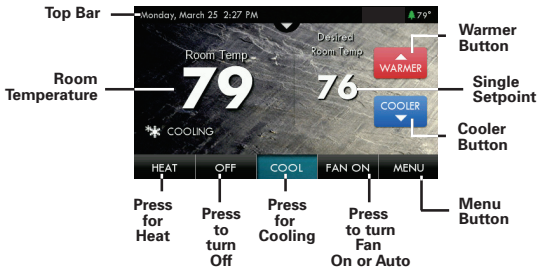 Top Bar
Monday, March 25 2:27 PM
79°
Warmer
Button
Desired
Room Temp
Room Temp
WARMER
Room
Temperature
79
76
Single
Setpoint
COOLER
Cooler
Button
COOLING
HEAT OFF COOL FAN ON MENU
Press
for
Heat
Press
to
turn
Off
Press
for
Cooling
Press
to turn
Fan
On or Auto
Menu
Button